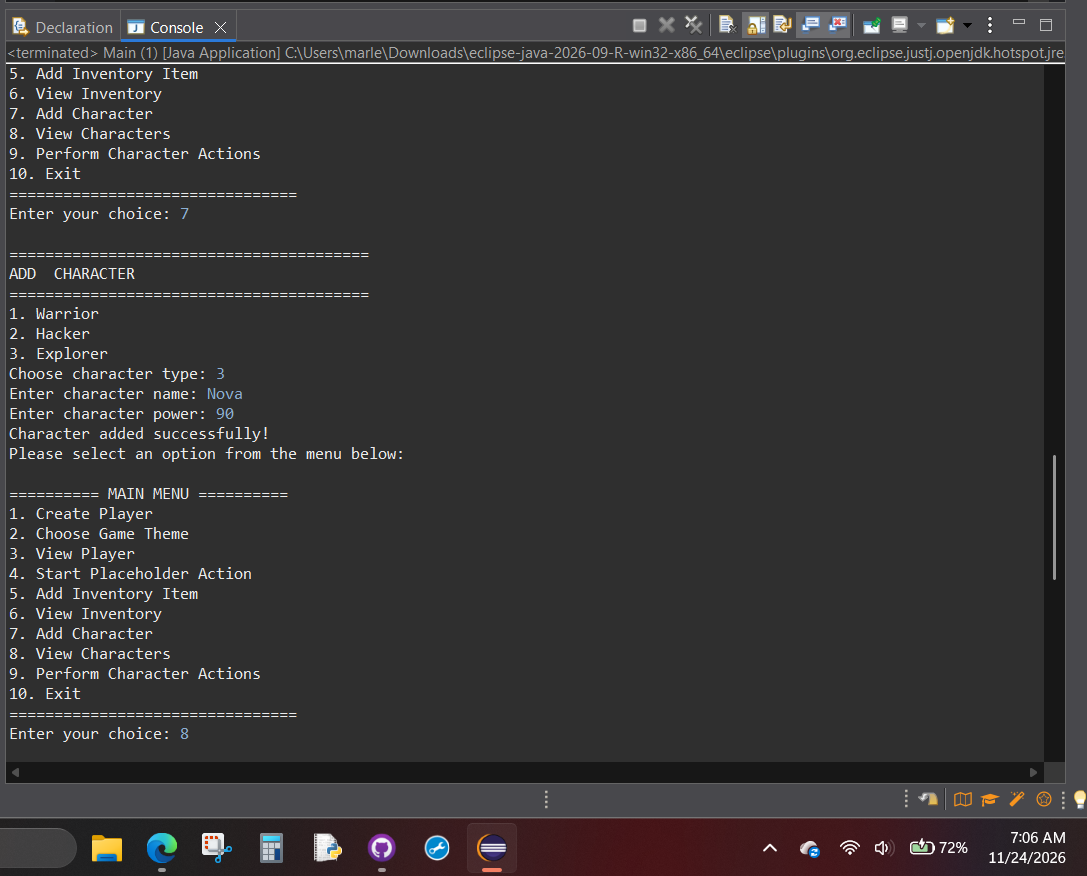 Declaration Console
<terminated> Main (1) [Java Application] C:\Users\marle\Downloads\eclipse-java-2026-09-R-win32-x86_64\eclipse\plugins\org.eclipse.justj.openjdk.hotspot.jre
5. Add Inventory Item
6. View Inventory
7. Add Character
8. View Characters
9. Perform Character Actions
10. Exit
================================
Enter your choice: 7
========================================
ADD  CHARACTER
========================================
1. Warrior
2. Hacker
3. Explorer
Choose character type: 3
Enter character name: Nova
Enter character power: 90
Character added successfully!
Please select an option from the menu below:
========== MAIN MENU ==========
1. Create Player
2. Choose Game Theme
3. View Player
4. Start Placeholder Action
5. Add Inventory Item
6. View Inventory
7. Add Character
8. View Characters
9. Perform Character Actions
10. Exit
================================
Enter your choice: 8
72%
7:06 AM
11/24/2026